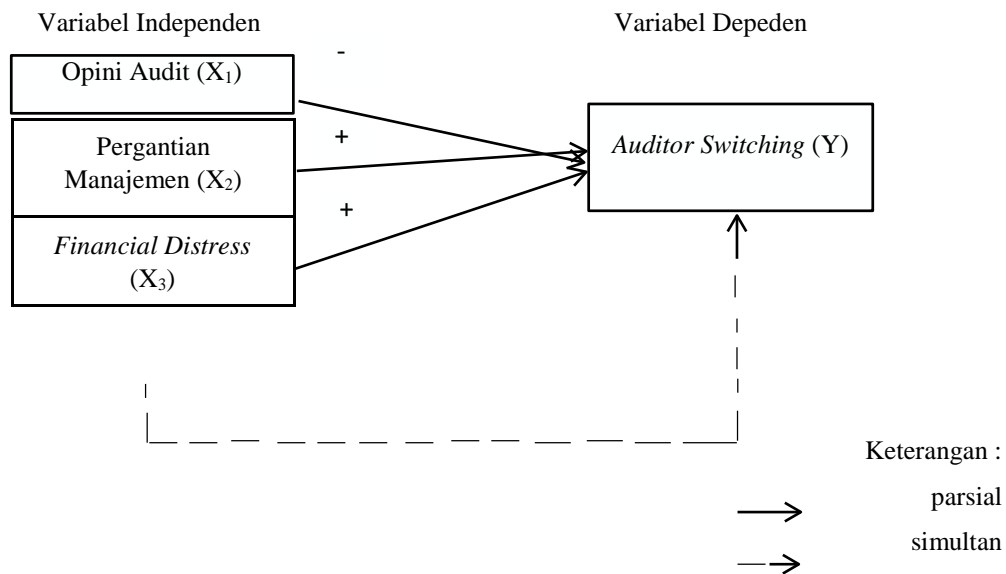 Variabel Independen
Variabel Depeden
-
Opini Audit (X₁)
+
Pergantian
Manajemen (X₂)
Auditor Switching (Y)
+
Financial Distress
(X₃)
Keterangan :
parsial
simultan